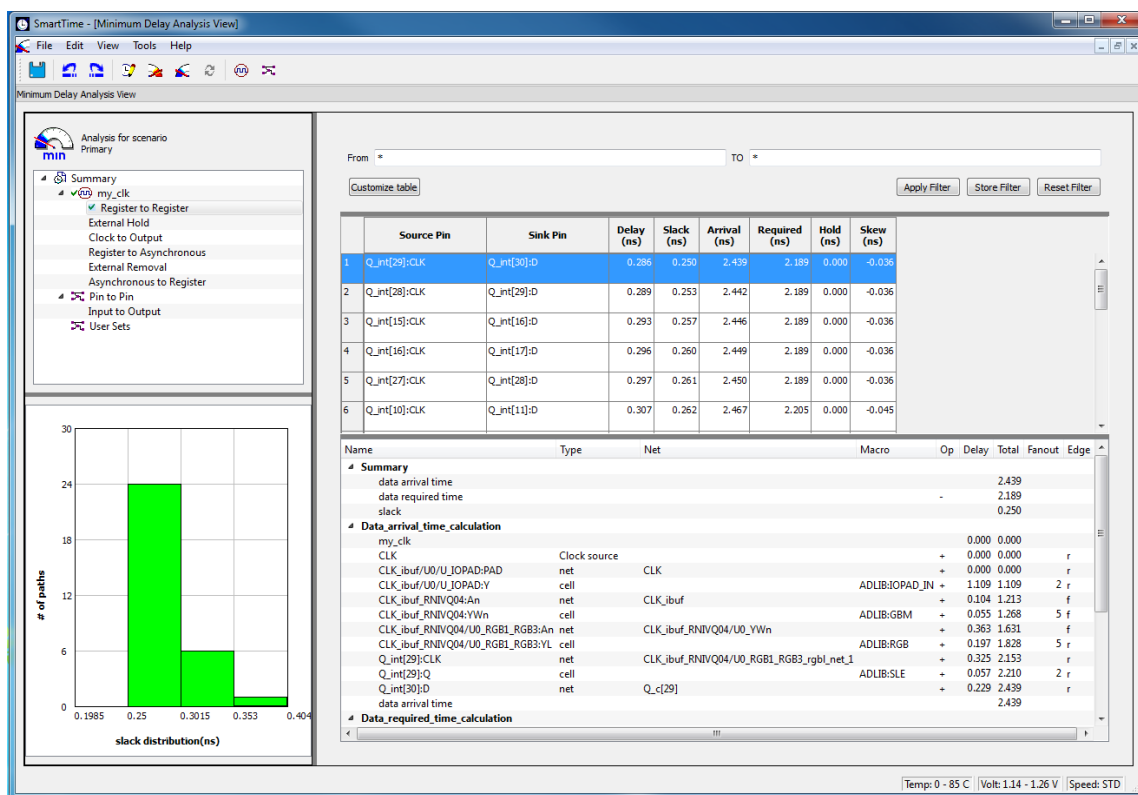 SmartTime - [Minimum Delay Analysis View]
File Edit View Tools Help
Minimum Delay Analysis View
Analysis for scenario
Primary
min
Summary
my_clk
Register to Register
External Hold
Clock to Output
Register to Asynchronous
External Removal
Asynchronous to Register
Pin to Pin
Input to Output
User Sets
# of paths
30
24
18
12
6
0
0.1985 0.25 0.3015 0.353 0.404
slack distribution(ns)
From * TO *
Customize table Apply Filter Store Filter Reset Filter
Source Pin Sink Pin Delay (ns) Slack (ns) Arrival (ns) Required (ns) Hold (ns) Skew (ns)
1 Q_int[29]:CLK Q_int[30]:D 0.286 0.250 2.439 2.189 0.000 -0.036
2 Q_int[28]:CLK Q_int[29]:D 0.289 0.253 2.442 2.189 0.000 -0.036
3 Q_int[15]:CLK Q_int[16]:D 0.293 0.257 2.446 2.189 0.000 -0.036
4 Q_int[16]:CLK Q_int[17]:D 0.296 0.260 2.449 2.189 0.000 -0.036
5 Q_int[27]:CLK Q_int[28]:D 0.297 0.261 2.450 2.189 0.000 -0.036
6 Q_int[10]:CLK Q_int[11]:D 0.307 0.262 2.467 2.205 0.000 -0.045
Name Type Net Macro Op Delay Total Fanout Edge
Summary
data arrival time 2.439
data required time - 2.189
slack 0.250
Data_arrival_time_calculation
my_clk 0.000 0.000
CLK Clock source + 0.000 0.000 r
CLK_ibuf/U0/U_IOPAD:PAD net CLK + 0.000 0.000 r
CLK_ibuf/U0/U_IOPAD:Y cell ADLIB:IOPAD_IN + 1.109 1.109 2 r
CLK_ibuf_RNIVQ04:An net CLK_ibuf + 0.104 1.213 f
CLK_ibuf_RNIVQ04:YWn cell ADLIB:GBM + 0.055 1.268 5 f
CLK_ibuf_RNIVQ04/U0_RGB1_RGB3:An net CLK_ibuf_RNIVQ04/U0_YWn + 0.363 1.631 f
CLK_ibuf_RNIVQ04/U0_RGB1_RGB3:YL cell ADLIB:RGB + 0.197 1.828 5 r
Q_int[29]:CLK net CLK_ibuf_RNIVQ04/U0_RGB1_RGB3_rgbl_net_1 + 0.325 2.153 r
Q_int[29]:Q cell ADLIB:SLE + 0.057 2.210 2 r
Q_int[30]:D net Q_c[29] + 0.229 2.439 r
data arrival time 2.439
Data_required_time_calculation
Temp: 0 - 85 C Volt: 1.14 - 1.26 V Speed: STD